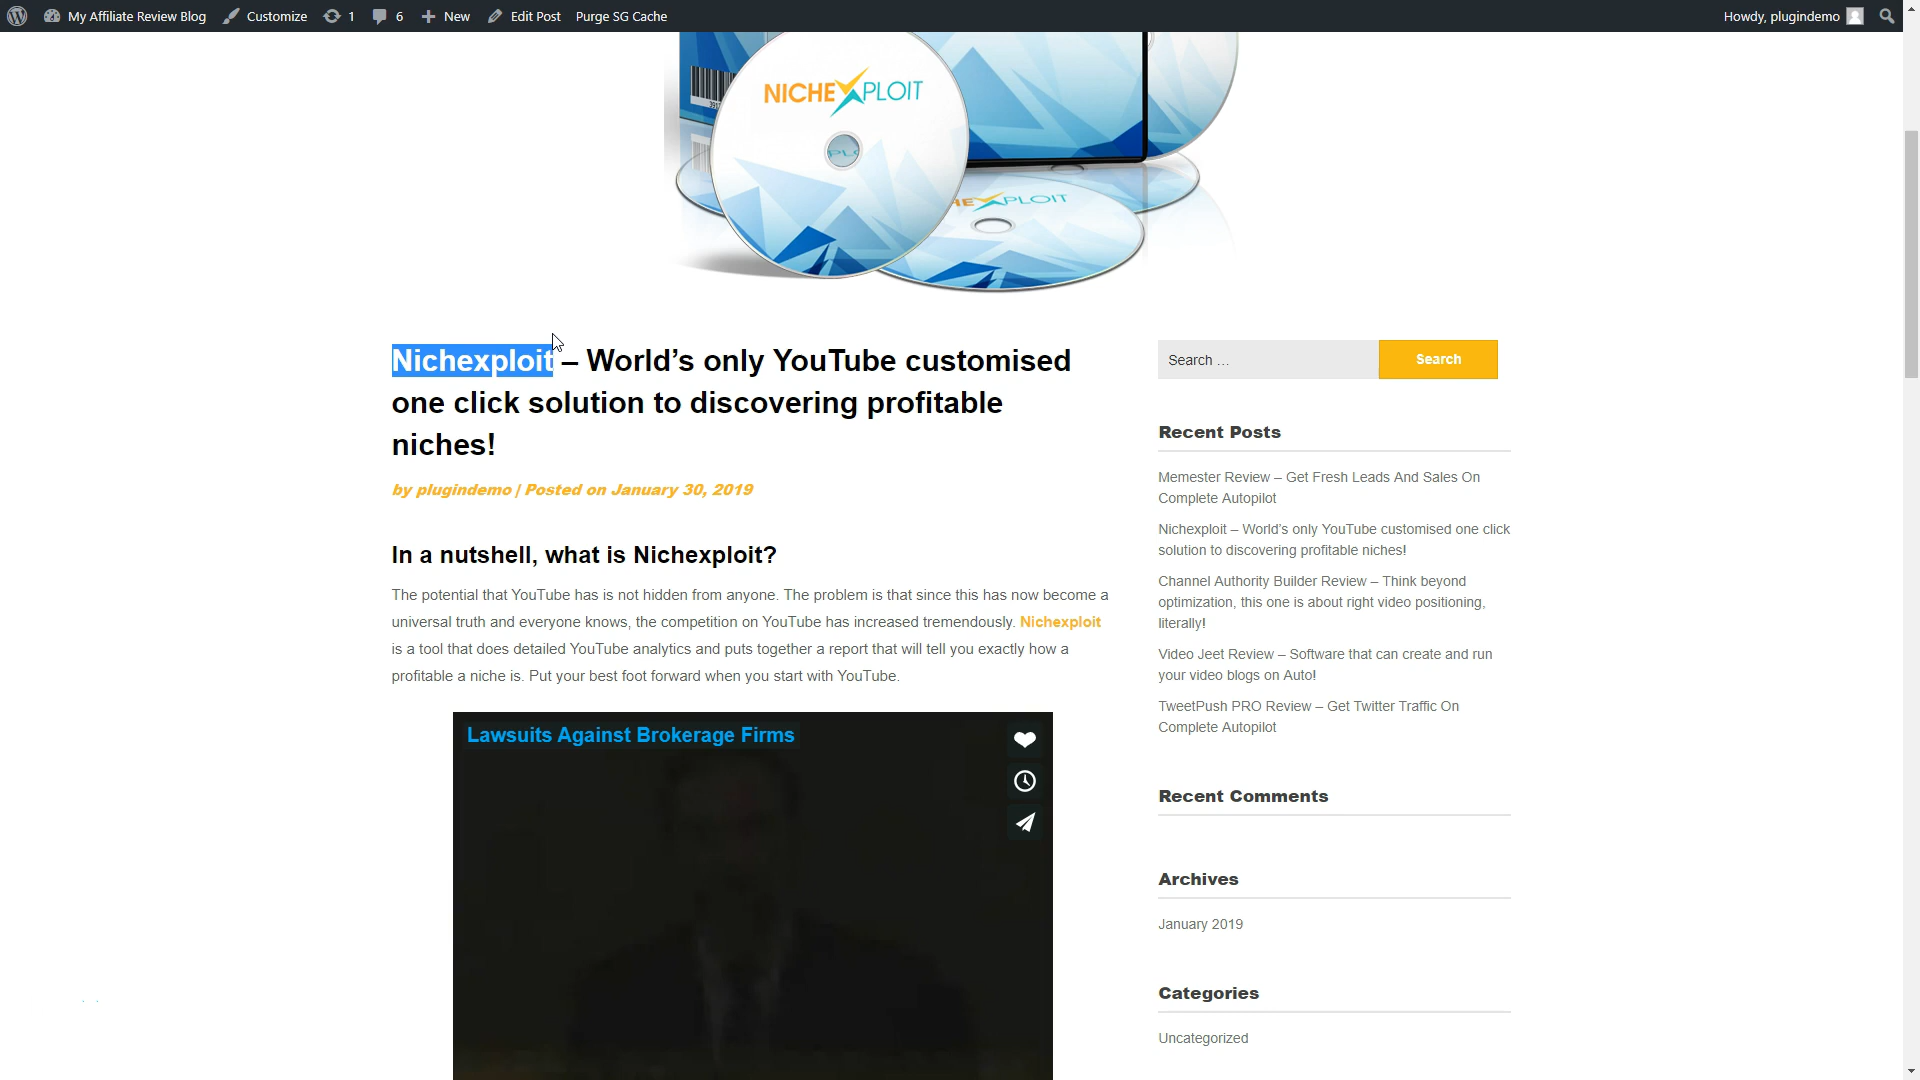 My Affiliate Review Blog Customize 1 6 New Edit Post Purge SG Cache Howdy, plugindemo
NICHEXPLOIT
HEXPLOIT
Nichexploit – World’s only YouTube customised
one click solution to discovering profitable
niches!
by plugindemo | Posted on January 30, 2019
In a nutshell, what is Nichexploit?
The potential that YouTube has is not hidden from anyone. The problem is that since this has now become a
universal truth and everyone knows, the competition on YouTube has increased tremendously. Nichexploit
is a tool that does detailed YouTube analytics and puts together a report that will tell you exactly how a
profitable a niche is. Put your best foot forward when you start with YouTube.
Lawsuits Against Brokerage Firms
Search …
Search
Recent Posts
Memester Review – Get Fresh Leads And Sales On
Complete Autopilot
Nichexploit – World’s only YouTube customised one click
solution to discovering profitable niches!
Channel Authority Builder Review – Think beyond
optimization, this one is about right video positioning,
literally!
Video Jeet Review – Software that can create and run
your video blogs on Auto!
TweetPush PRO Review – Get Twitter Traffic On
Complete Autopilot
Recent Comments
Archives
January 2019
Categories
Uncategorized